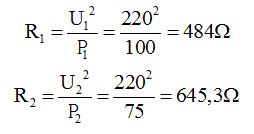 R₁ = U₁²/P₁ = 220²/100 = 484Ω
R₂ = U₂²/P₂ = 220²/75 = 645,3Ω